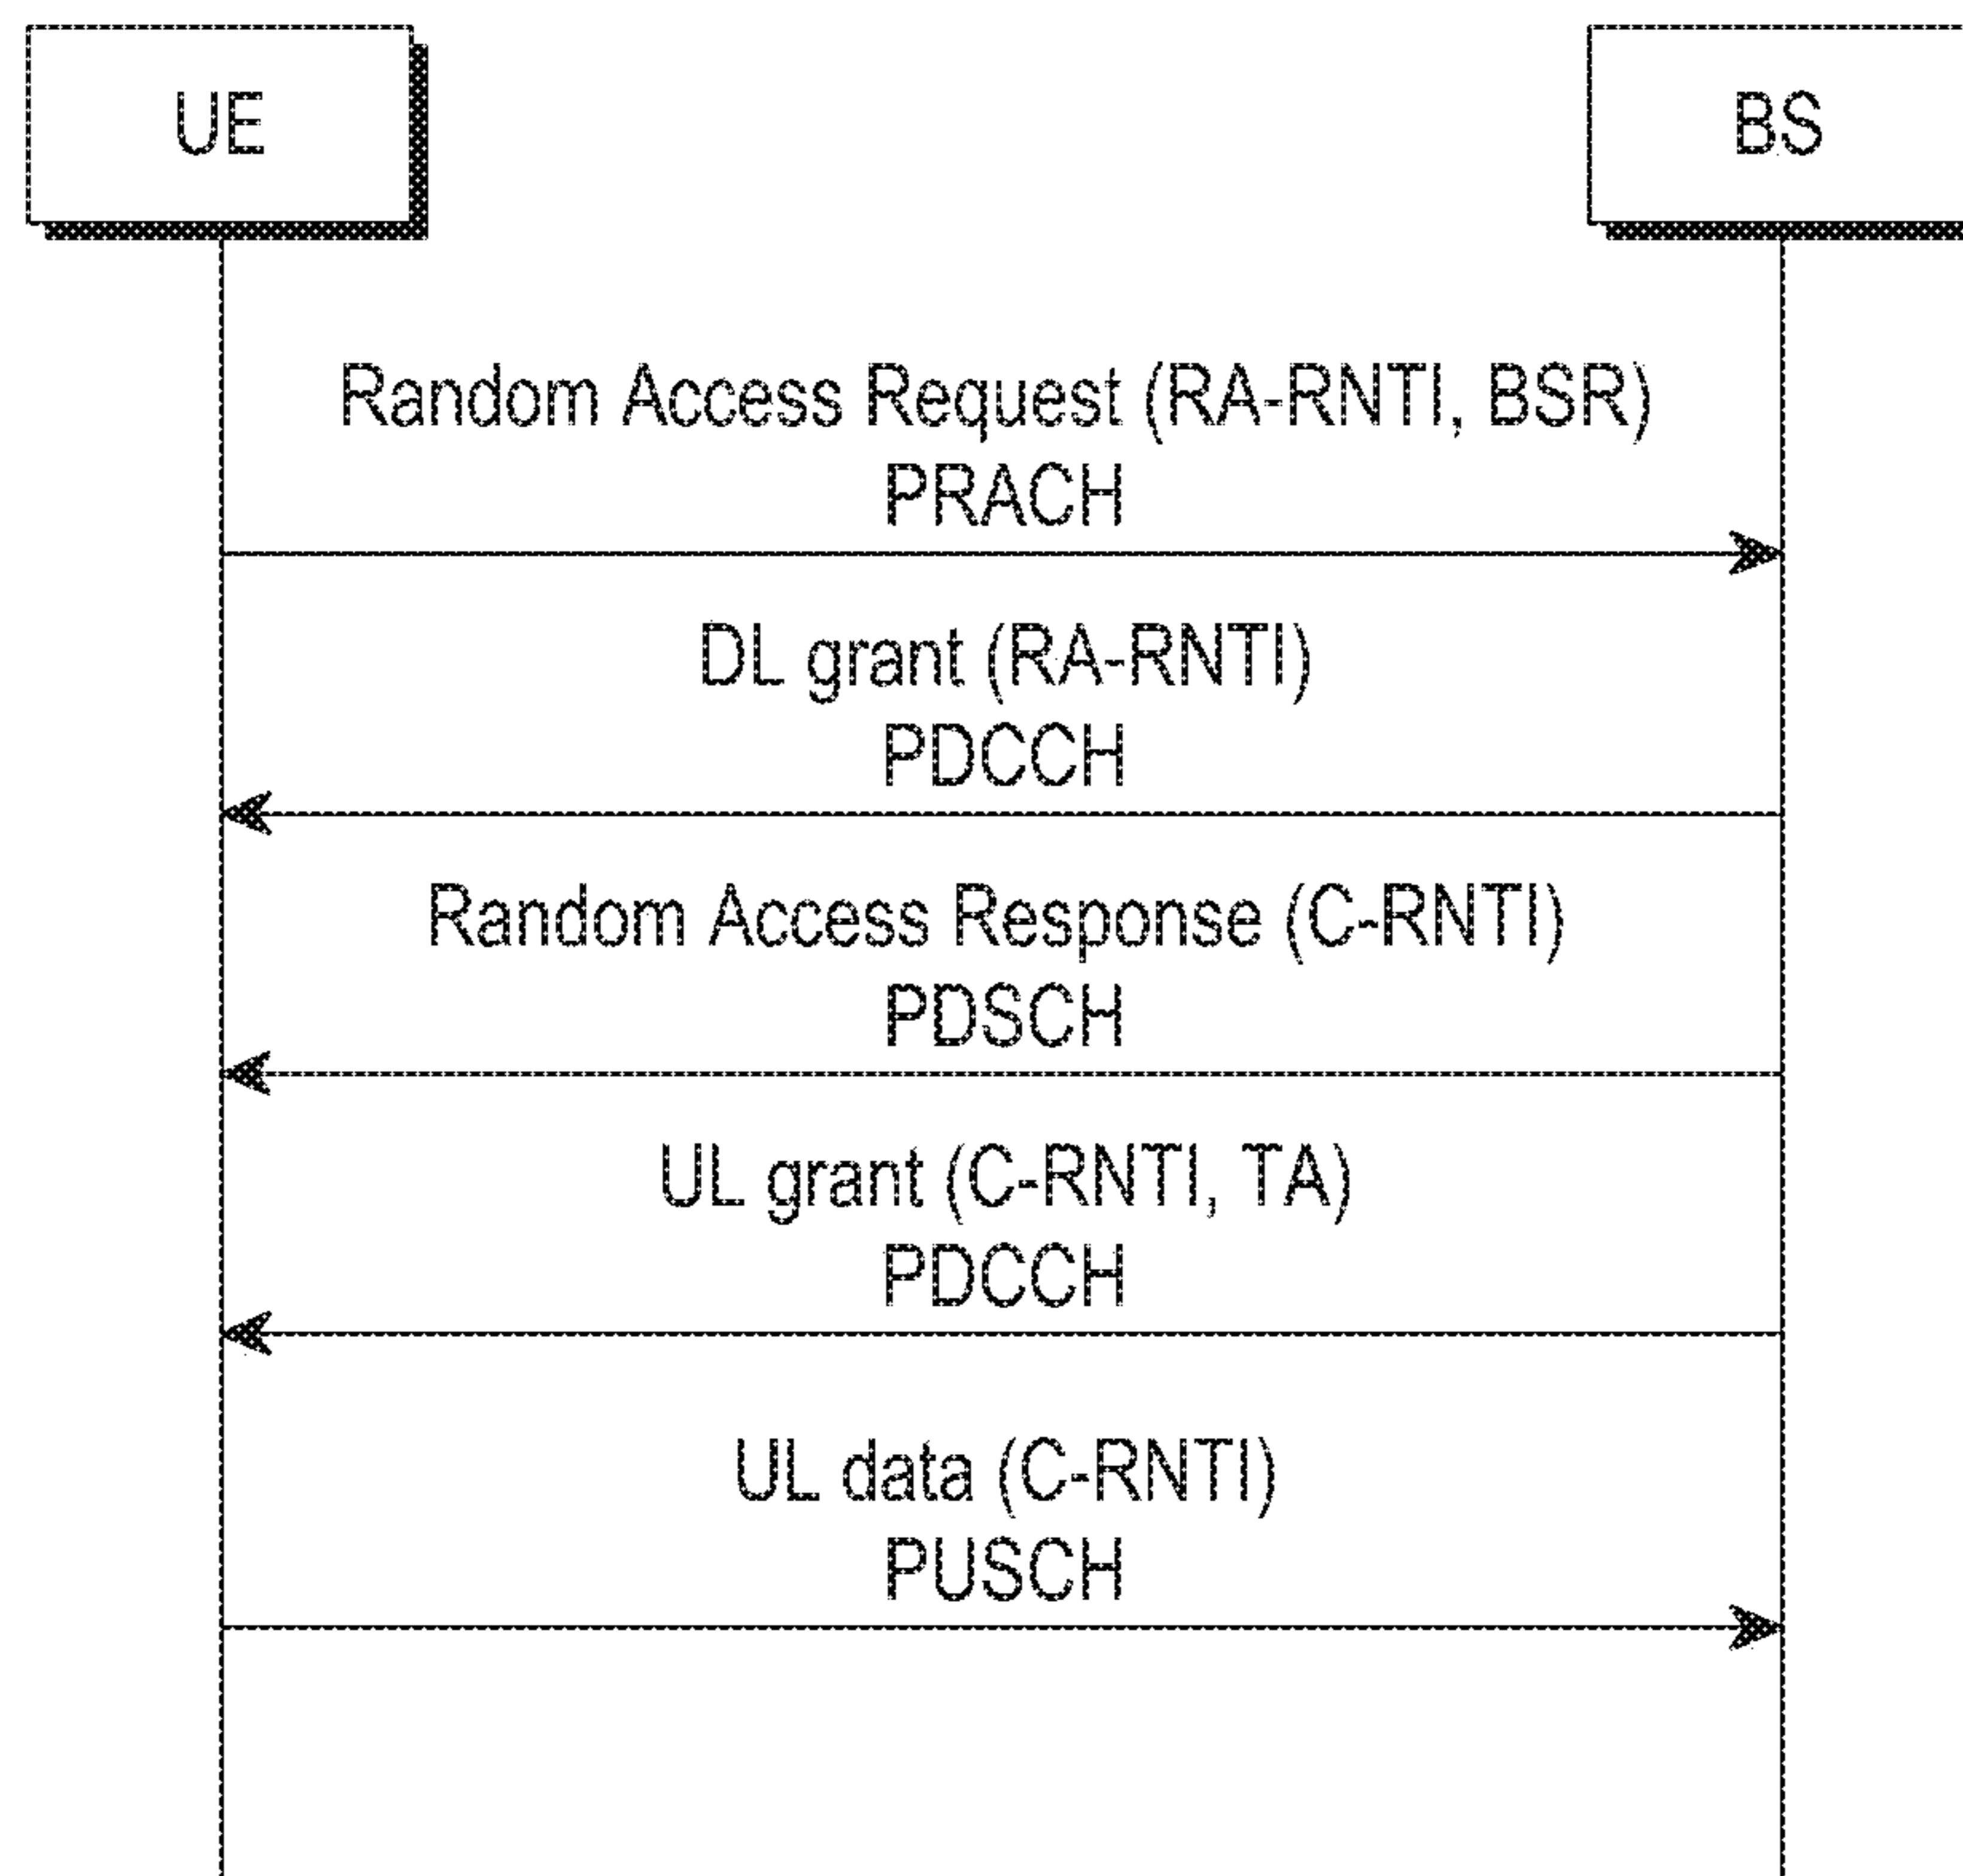 UE
BS
Random Access Request (RA-RNTI, BSR)
PRACH
DL grant (RA-RNTI)
PDCCH
Random Access Response (C-RNTI)
PDSCH
UL grant (C-RNTI, TA)
PDCCH
UL data (C-RNTI)
PUSCH